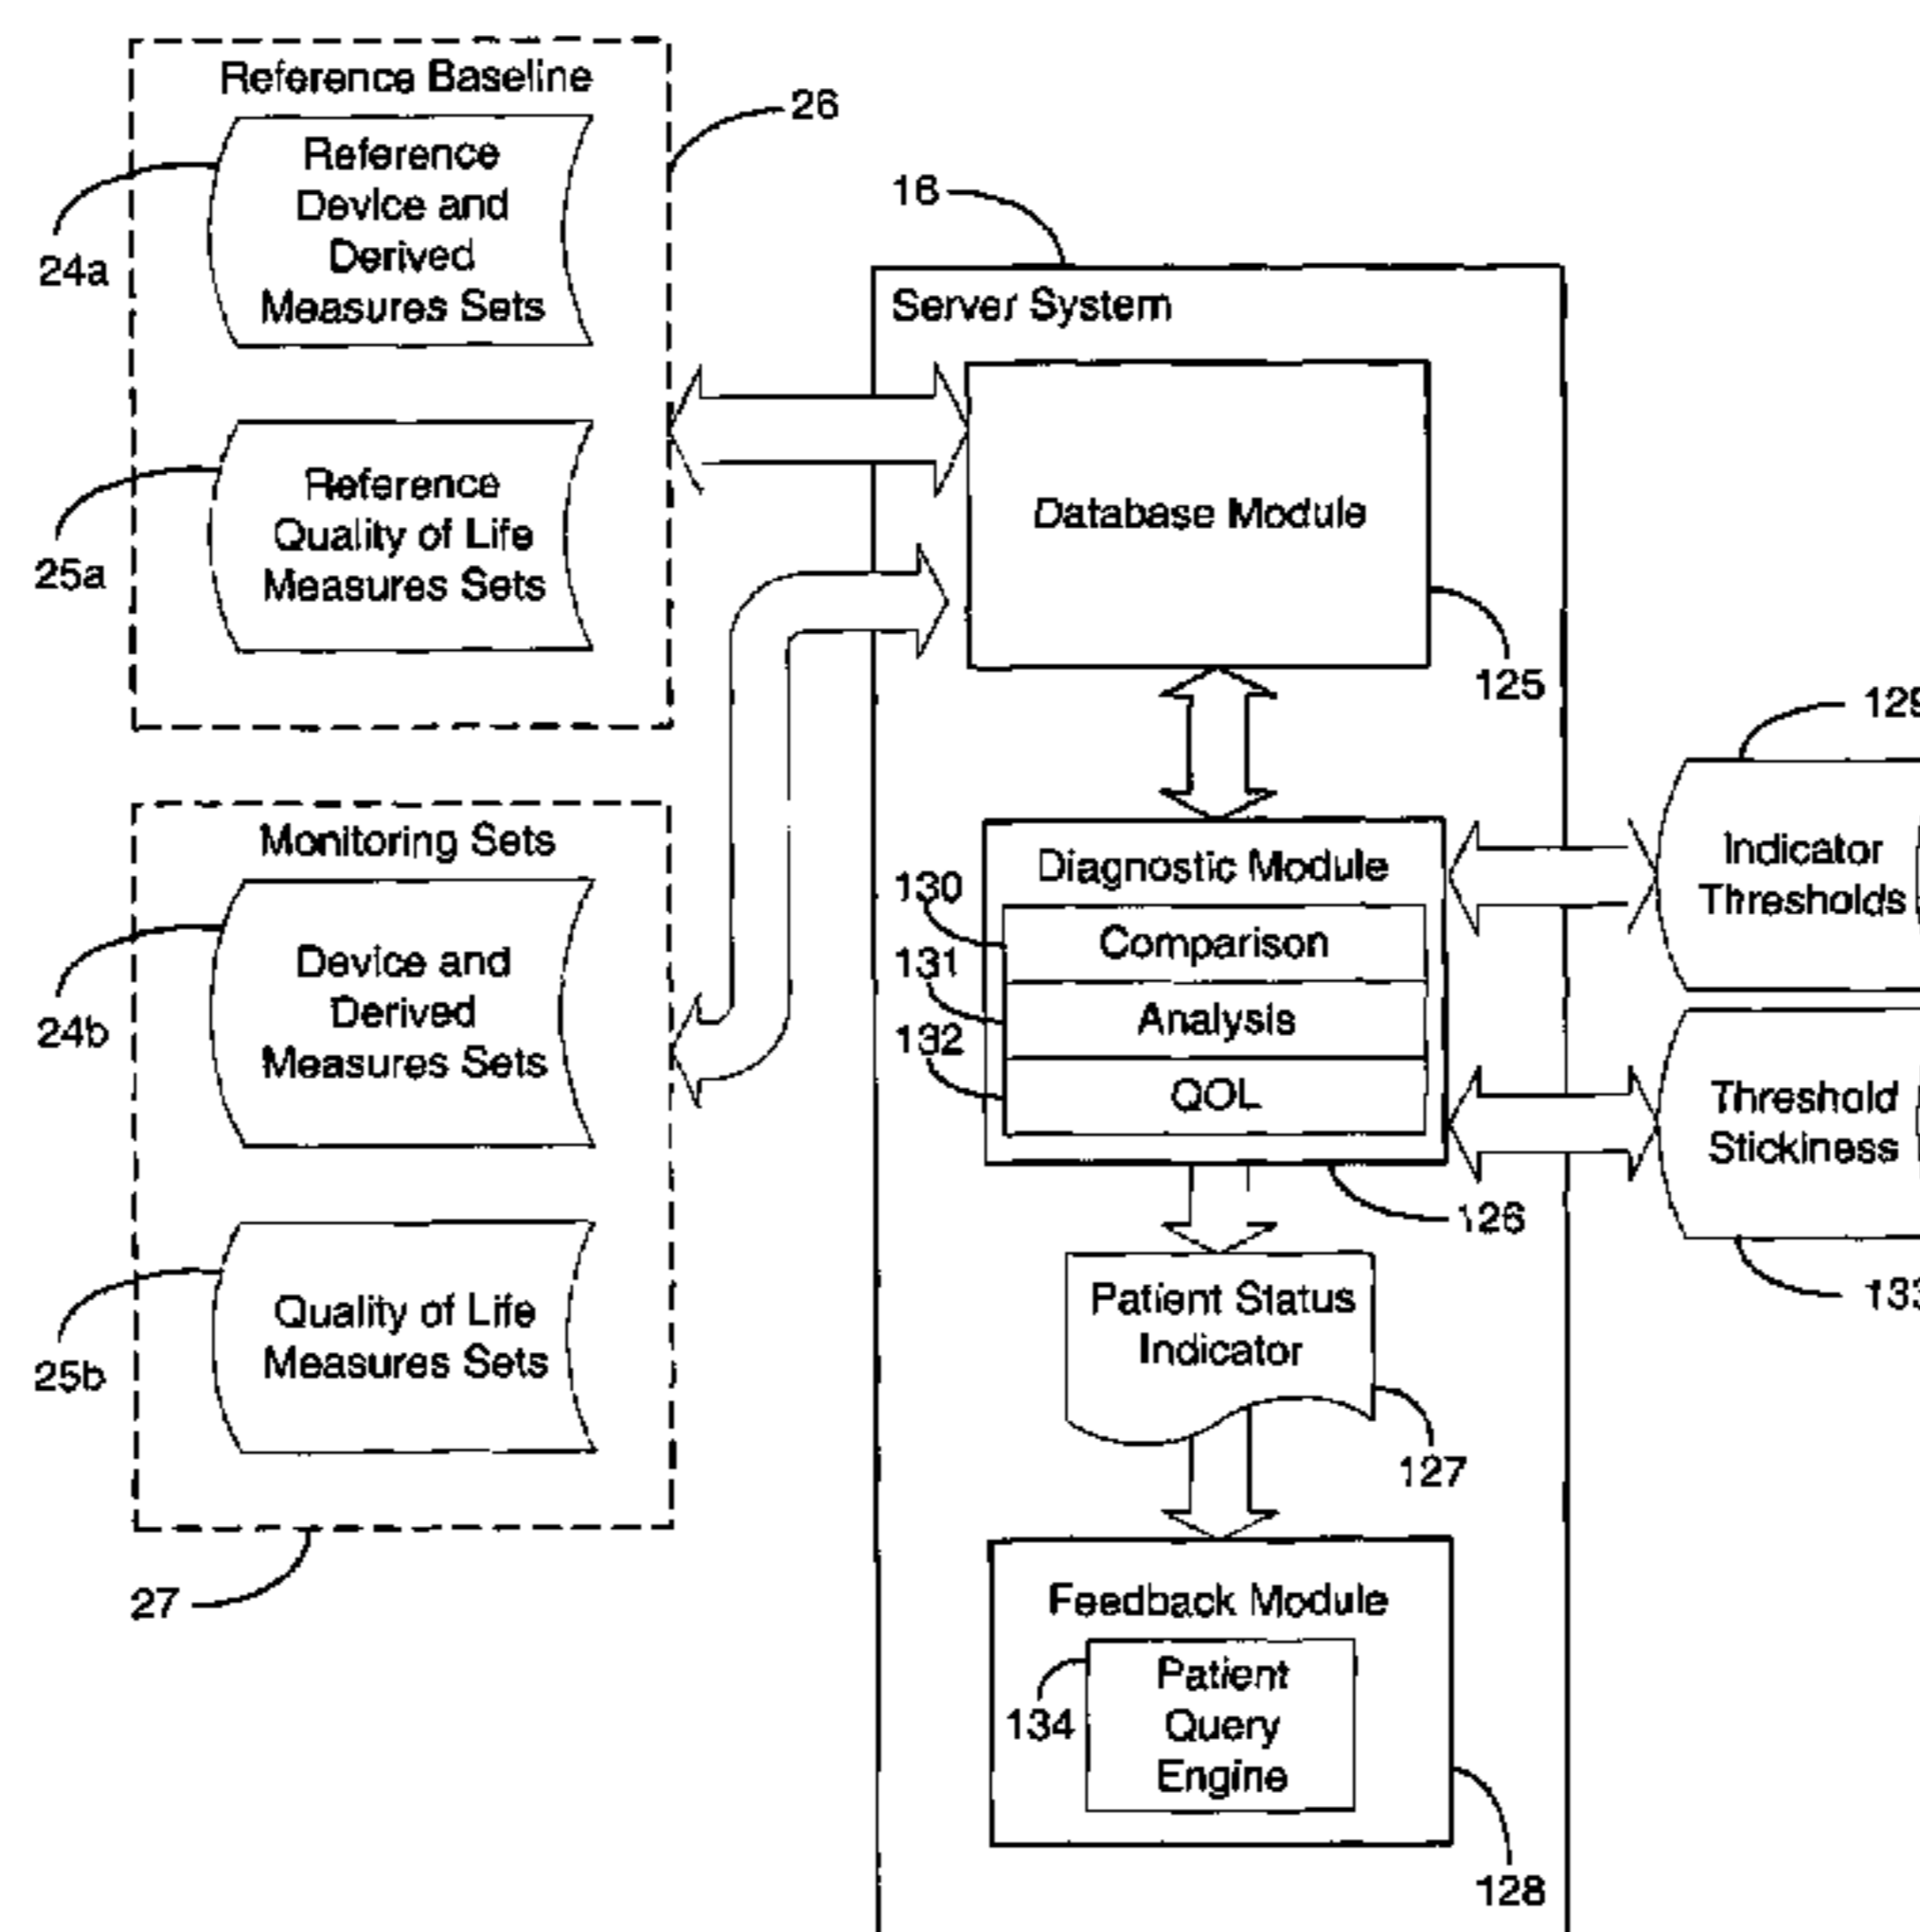 Reference Baseline
26
Reference
Device and
Derived
Measures Sets
24a
Reference
Quality of Life
Measures Sets
25a
16
Server System
Database Module
125
129
Monitoring Sets
Device and
Derived
Measures Sets
24b
Quality of Life
Measures Sets
25b
27
Diagnostic Module
130
Comparison
131
Analysis
132
QOL
126
Indicator
Thresholds
Threshold
Stickiness
133
Patient Status
Indicator
127
Feedback Module
134
Patient
Query
Engine
128